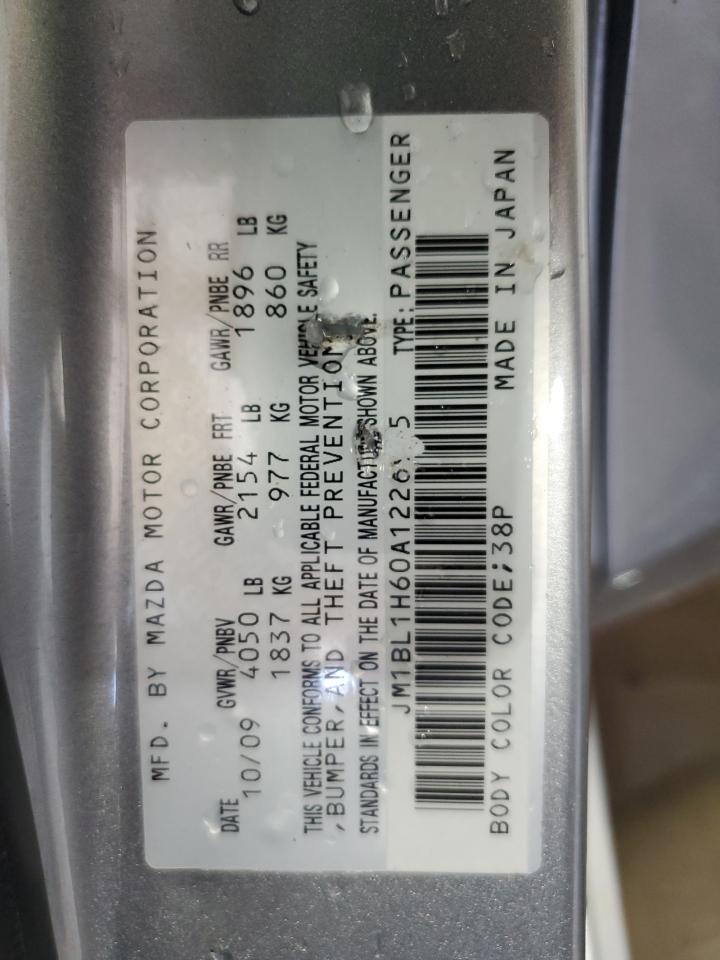 MFD. BY MAZDA MOTOR CORPORATION
DATE GVWR/PNBV GAWR/PNBE FRT GAWR/PNBE RR
10/09 4050 LB 2154 LB 1896 LB
1837 KG 977 KG 860 KG
THIS VEHICLE CONFORMS TO ALL APPLICABLE FEDERAL MOTOR VEHICLE SAFETY
,BUMPER,AND THEFT PREVENTION
STANDARDS IN EFFECT ON THE DATE OF MANUFACTURE SHOWN ABOVE.
TYPE:PASSENGER
BODY COLOR CODE;38P MADE IN JAPAN